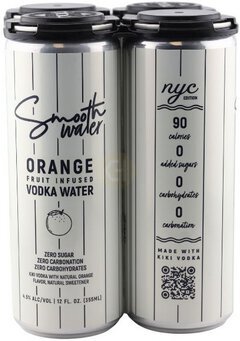 Smooth
water
ORANGE
FRUIT INFUSED
VODKA WATER
ZERO SUGAR
ZERO CARBONATION
ZERO CARBOHYDRATES
KIKI VODKA WITH NATURAL ORANGE
FLAVOR, NATURAL SWEETENER
4.5% ALC/VOL | 12 FL. OZ. (355ML)
nyc
EDITION
90
calories
0
added sugars
0
carbohydrates
0
carbonation
MADE WITH
KIKI VODKA